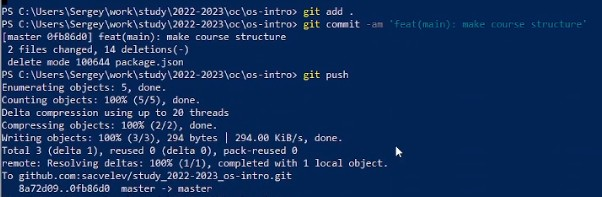 PS C:\Users\Sergey\work\study\2022-2023\oc\os-intro> git add .
PS C:\Users\Sergey\work\study\2022-2023\oc\os-intro> git commit -am 'feat(main): make course structure'
[master 0fb86d0] feat(main): make course structure
2 files changed, 14 deletions(-)
delete mode 100644 package.json
PS C:\Users\Sergey\work\study\2022-2023\oc\os-intro> git push
Enumerating objects: 5, done.
Counting objects: 100% (5/5), done.
Delta compression using up to 20 threads
Compressing objects: 100% (2/2), done.
Writing objects: 100% (3/3), 294 bytes | 294.00 KiB/s, done.
Total 3 (delta 1), reused 0 (delta 0), pack-reused 0
remote: Resolving deltas: 100% (1/1), completed with 1 local object.
To github.com:sacvelev/study_2022-2023_os-intro.git
8a72d09..0fb86d0  master -> master